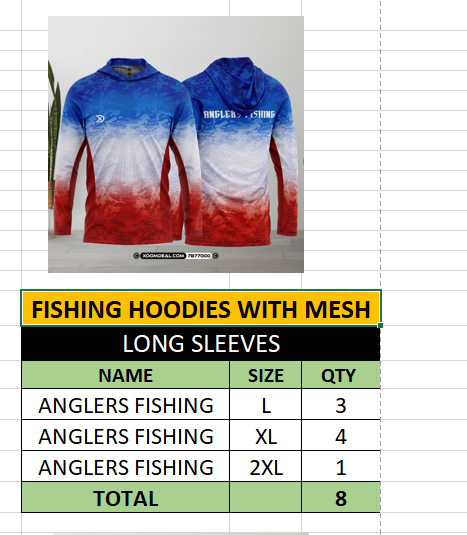 ANGLERS FISHING
XOOMDEAL.COM 7877000
FISHING HOODIES WITH MESH
LONG SLEEVES
NAME SIZE QTY
ANGLERS FISHING L 3
ANGLERS FISHING XL 4
ANGLERS FISHING 2XL 1
TOTAL 8